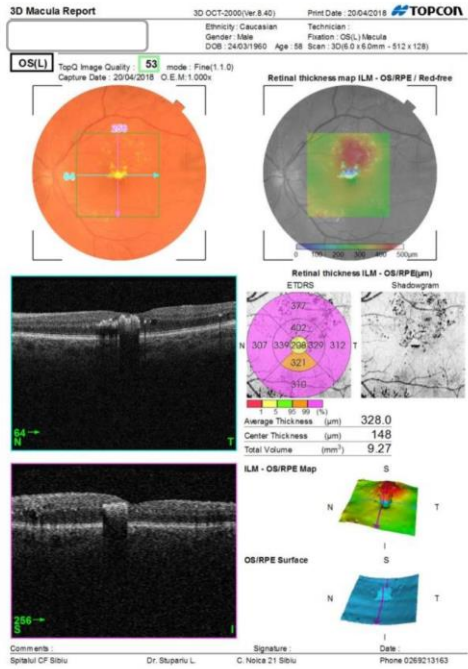 3D Macula Report
3D OCT-2000(Ver.8.40)
Print Date : 20/04/2018
TOPCON
Ethnicity : Caucasian
Technician :
Gender : Male
Fixation : OS(L) Macula
DOB : 24/03/1960 Age : 58 Scan : 3D(6.0 x 6.0mm - 512 x 128)
OS(L)
TopQ Image Quality : 53 mode : Fine(1.1.0)
Capture Date : 20/04/2018 O.E.M:1.000x
Retinal thickness map ILM - OS/RPE / Red-free
256
64
0 100 200 300 400 500μm
Retinal thickness ILM - OS/RPE(μm)
ETDRS
Shadowgram
377
402
N 307 339 208 329 312 T
321
310
1 5 95 99 (%)
Average Thickness (μm) 328.0
Center Thickness (μm) 148
Total Volume (mm³) 9.27
64→
N T
ILM - OS/RPE Map
S
N T
I
OS/RPE Surface
S
N T
I
256→
S I
Comments :
Signature :
Date :
Spitalul CF Sibiu
Dr. Stupariu L.
C. Noica 21 Sibiu
Phone 0269213163